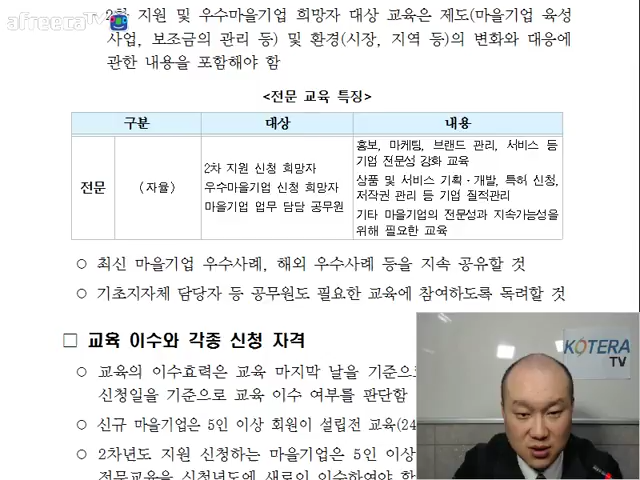 afreecaTV
2차 지원 및 우수마을기업 희망자 대상 교육은 제도(마을기업 육성
사업, 보조금의 관리 등) 및 환경(시장, 지역 등)의 변화와 대응에
관한 내용을 포함해야 함
<전문 교육 특징>
구분 대상 내용
전문 (자율)
2차 지원 신청 희망자
우수마을기업 신청 희망자
마을기업 업무 담당 공무원
홍보, 마케팅, 브랜드 관리, 서비스 등
기업 전문성 강화 교육
상품 및 서비스 기획·개발, 특허 신청,
저작권 관리 등 기업 질적관리
기타 마을기업의 전문성과 지속가능성을
위해 필요한 교육
○ 최신 마을기업 우수사례, 해외 우수사례 등을 지속 공유할 것
○ 기초지자체 담당자 등 공무원도 필요한 교육에 참여하도록 독려할 것
□ 교육 이수와 각종 신청 자격
○ 교육의 이수효력은 교육 마지막 날을 기준으로
신청일을 기준으로 교육 이수 여부를 판단함
○ 신규 마을기업은 5인 이상 회원이 설립전 교육(24
○ 2차년도 지원 신청하는 마을기업은 5인 이상
전문교육을 신청년도에 새로이 이수하여야 함
KOTERA
TV